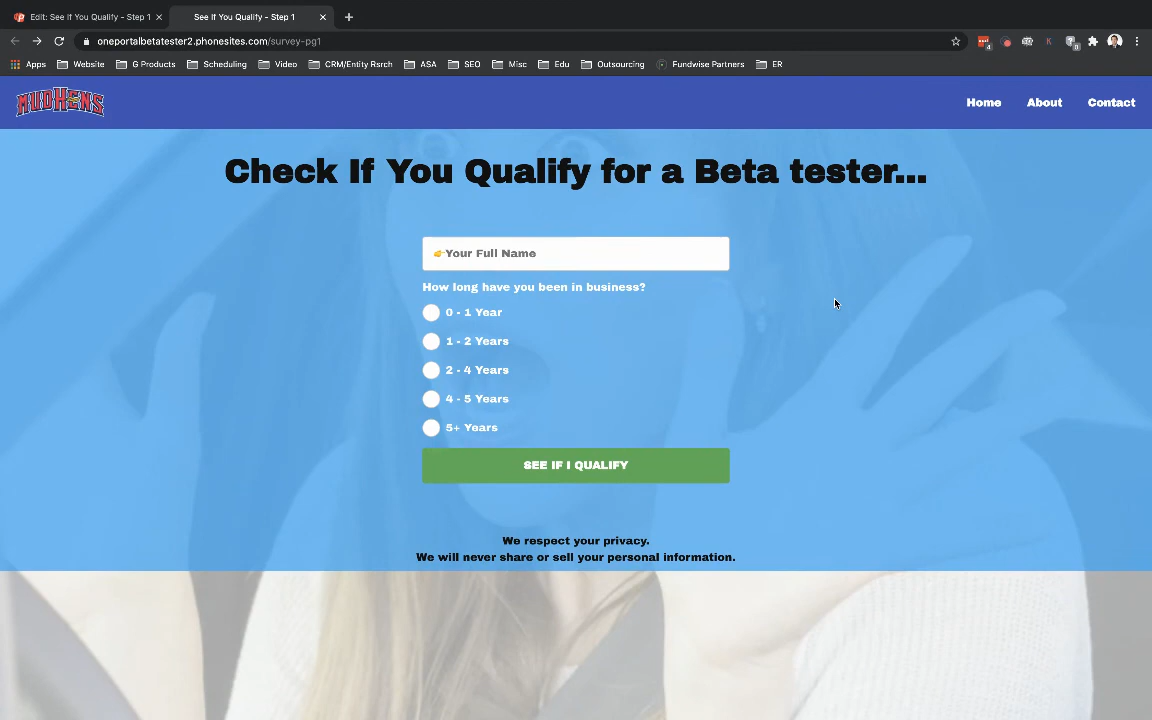 Edit: See If You Qualify - Step 1
See If You Qualify - Step 1
oneportalbetatester2.phonesites.com/survey-pg1
Apps Website G Products Scheduling Video CRM/Entity Rsrch ASA SEO Misc Edu Outsourcing Fundwise Partners ER
MUDHENS
Home About Contact
Check If You Qualify for a Beta tester...
👉Your Full Name
How long have you been in business?
0 - 1 Year
1 - 2 Years
2 - 4 Years
4 - 5 Years
5+ Years
SEE IF I QUALIFY
We respect your privacy.
We will never share or sell your personal information.